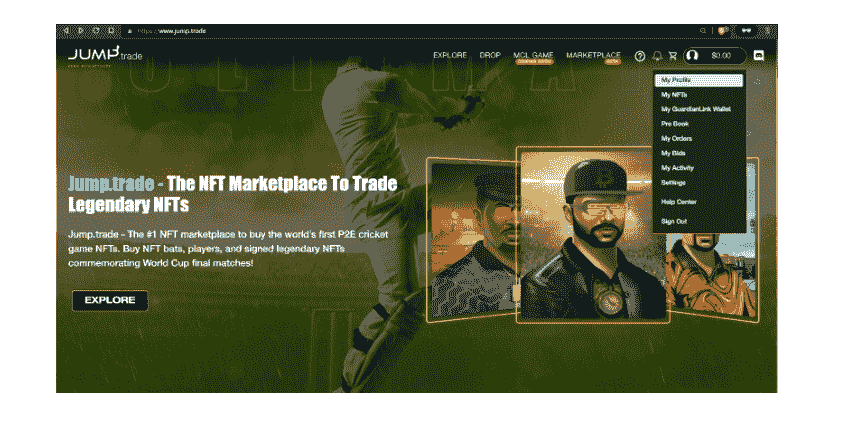 https://www.jump.trade
JUMP.trade
EXPLORE DROP MCL GAME MARKETPLACE $0.00
BETA
My Profile
My NFTs
My GuardianLink Wallet
Pre Book
My Orders
My Bids
My Activity
Settings
Help Center
Sign Out
Jump.trade - The NFT Marketplace To Trade
Legendary NFTs
Jump.trade - The #1 NFT marketplace to buy the world's first P2E cricket
game NFTs. Buy NFT bats, players, and signed legendary NFTs
commemorating World Cup final matches!
EXPLORE